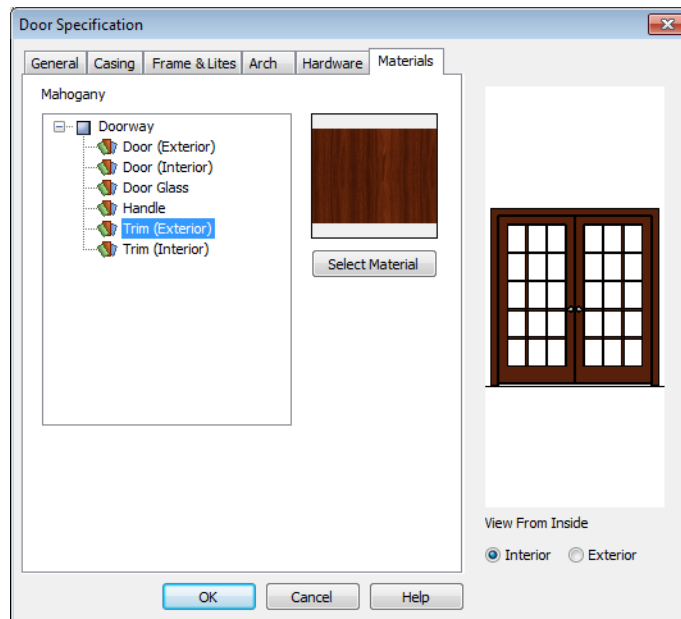 Door Specification
General Casing Frame & Lites Arch Hardware Materials
Mahogany
Doorway
Door (Exterior)
Door (Interior)
Door Glass
Handle
Trim (Exterior)
Trim (Interior)
Select Material
View From Inside
Interior Exterior
OK Cancel Help